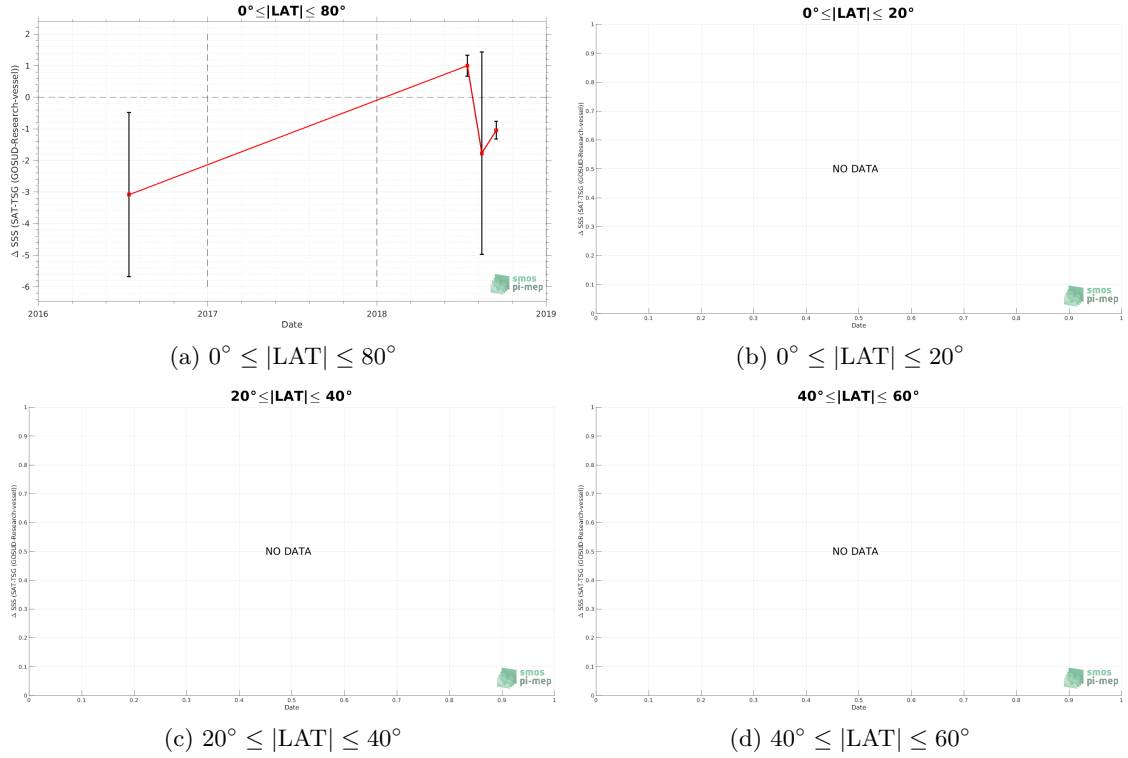 0°≤|LAT|≤ 80°
Δ SSS (SAT-TSG (GOSUD-Research-vessel))
2
1
0
-1
-2
-3
-4
-5
-6
2016
2017
2018
2019
Date
smos
pi-mep
(a) 0° ≤ |LAT| ≤ 80°
0°≤|LAT|≤ 20°
Δ SSS (SAT-TSG (GOSUD-Research-vessel))
1
0.9
0.8
0.7
0.6
0.5
0.4
0.3
0.2
0.1
0
NO DATA
0
0.1
0.2
0.3
0.4
0.5
0.6
0.7
0.8
0.9
1
Date
smos
pi-mep
(b) 0° ≤ |LAT| ≤ 20°
20°≤|LAT|≤ 40°
Δ SSS (SAT-TSG (GOSUD-Research-vessel))
1
0.9
0.8
0.7
0.6
0.5
0.4
0.3
0.2
0.1
0
NO DATA
0
0.1
0.2
0.3
0.4
0.5
0.6
0.7
0.8
0.9
1
Date
smos
pi-mep
(c) 20° ≤ |LAT| ≤ 40°
40°≤|LAT|≤ 60°
Δ SSS (SAT-TSG (GOSUD-Research-vessel))
1
0.9
0.8
0.7
0.6
0.5
0.4
0.3
0.2
0.1
0
NO DATA
0
0.1
0.2
0.3
0.4
0.5
0.6
0.7
0.8
0.9
1
Date
smos
pi-mep
(d) 40° ≤ |LAT| ≤ 60°